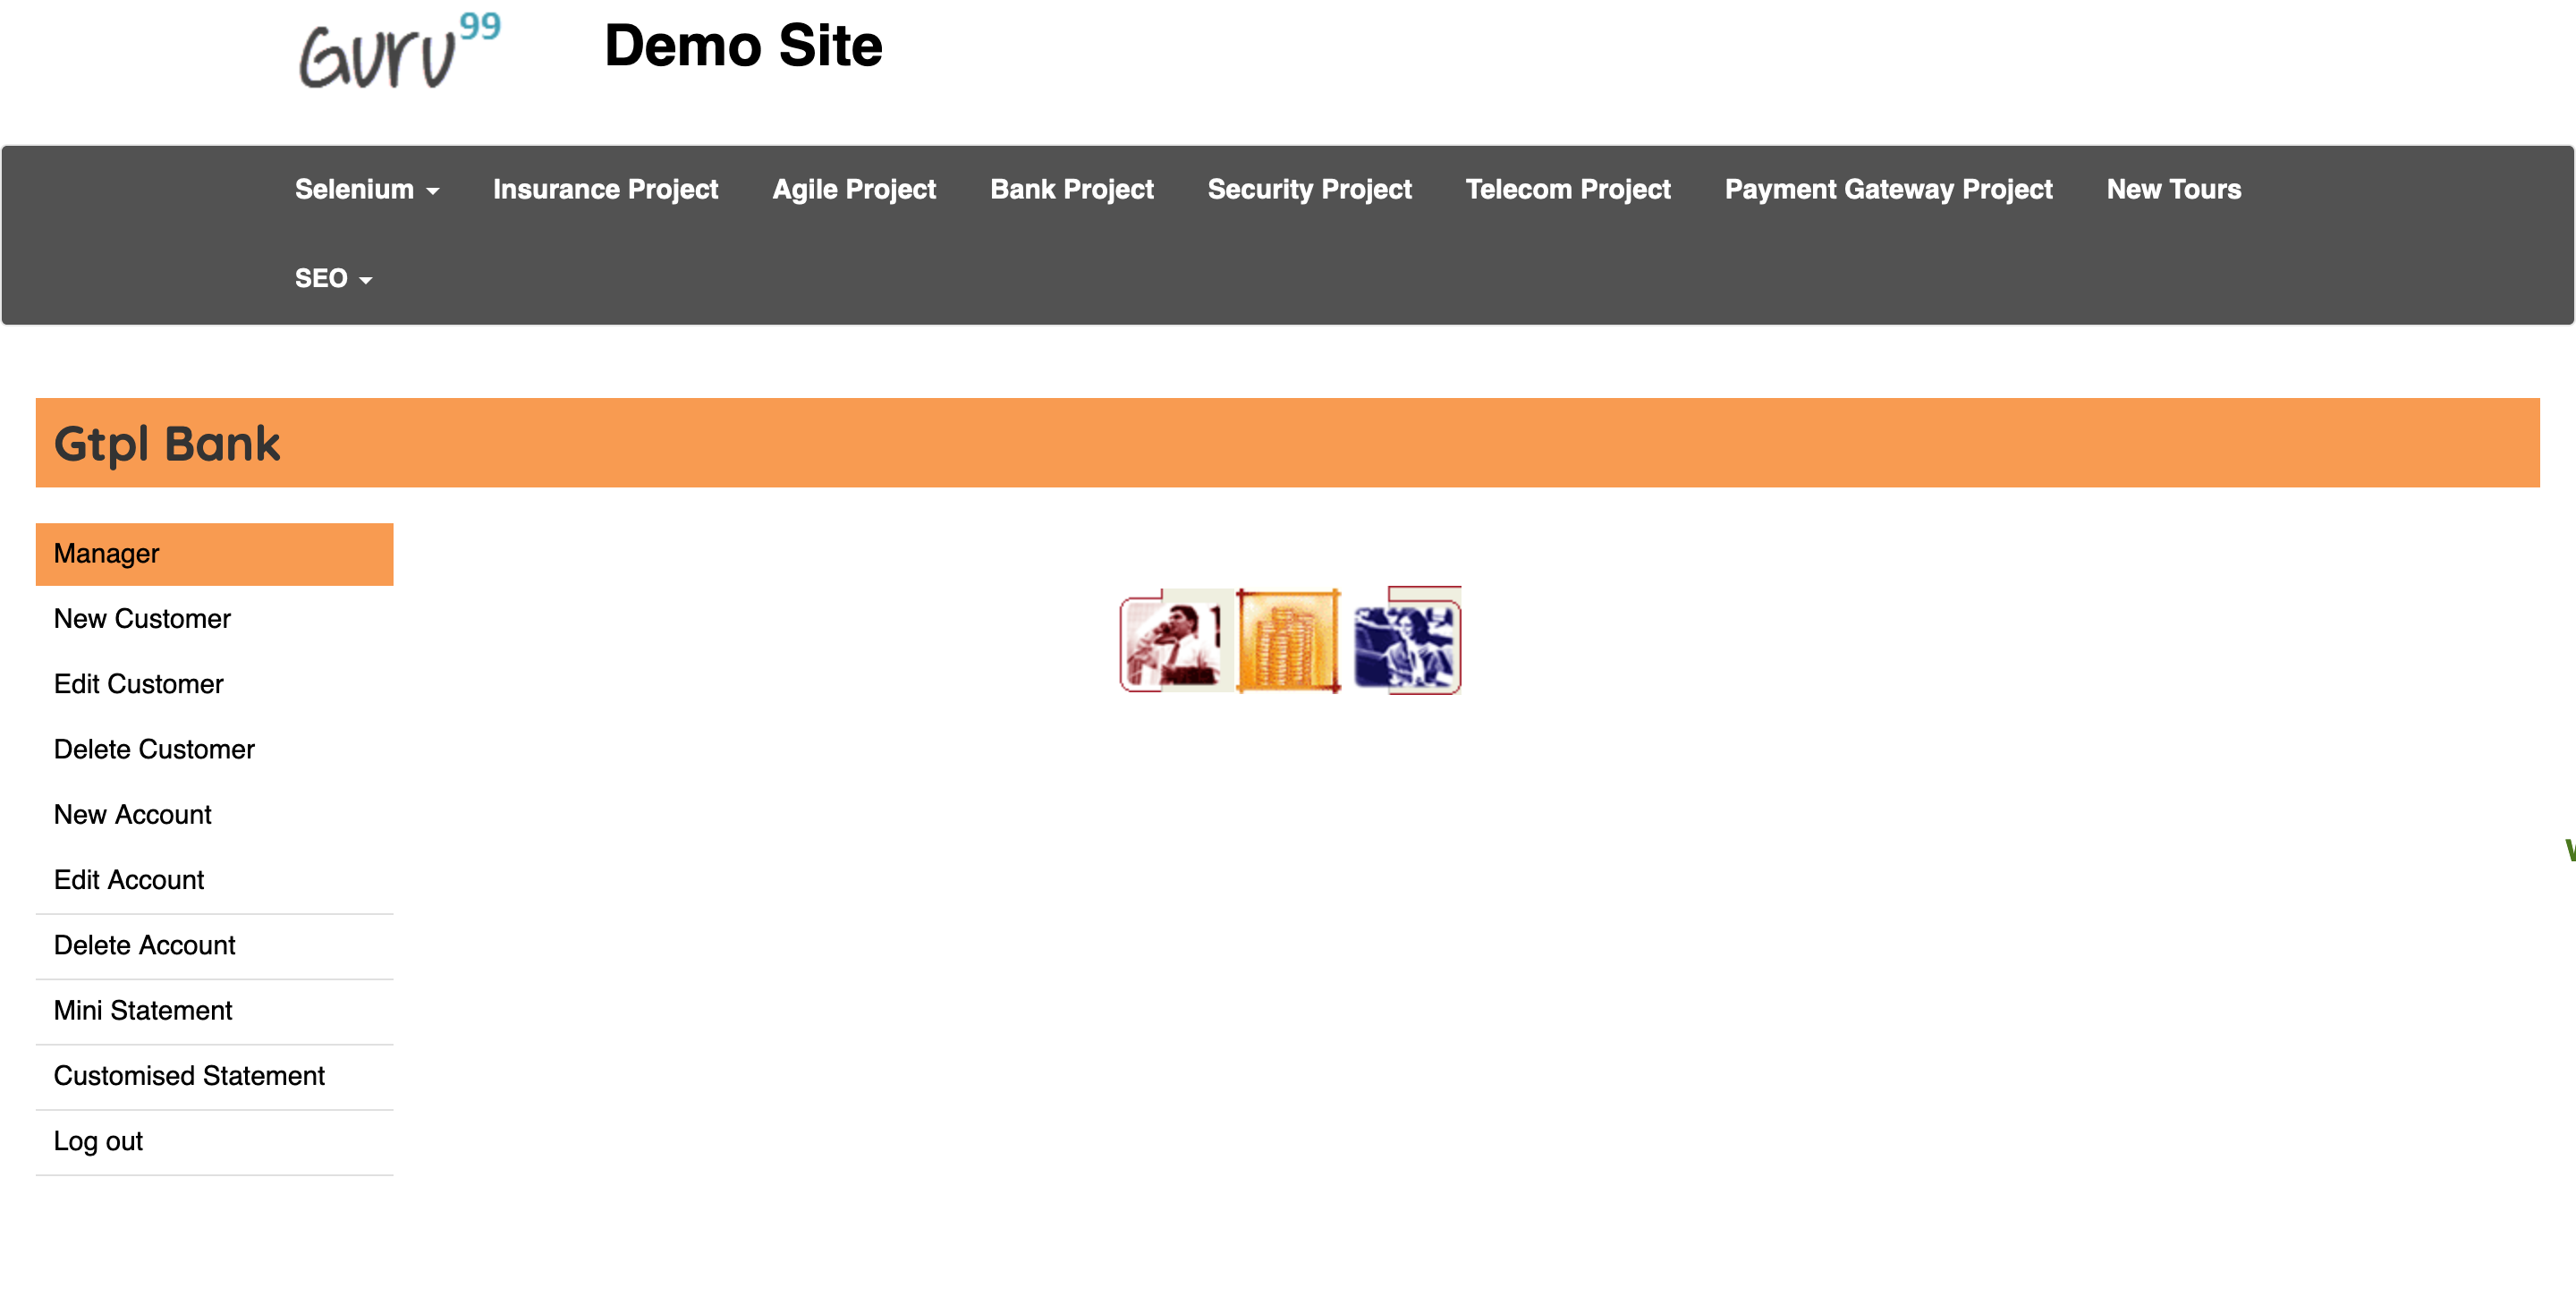 Guru99
Demo Site
Selenium Insurance Project Agile Project Bank Project Security Project Telecom Project Payment Gateway Project New Tours
SEO
Gtpl Bank
Manager
New Customer
Edit Customer
Delete Customer
New Account
Edit Account
Delete Account
Mini Statement
Customised Statement
Log out